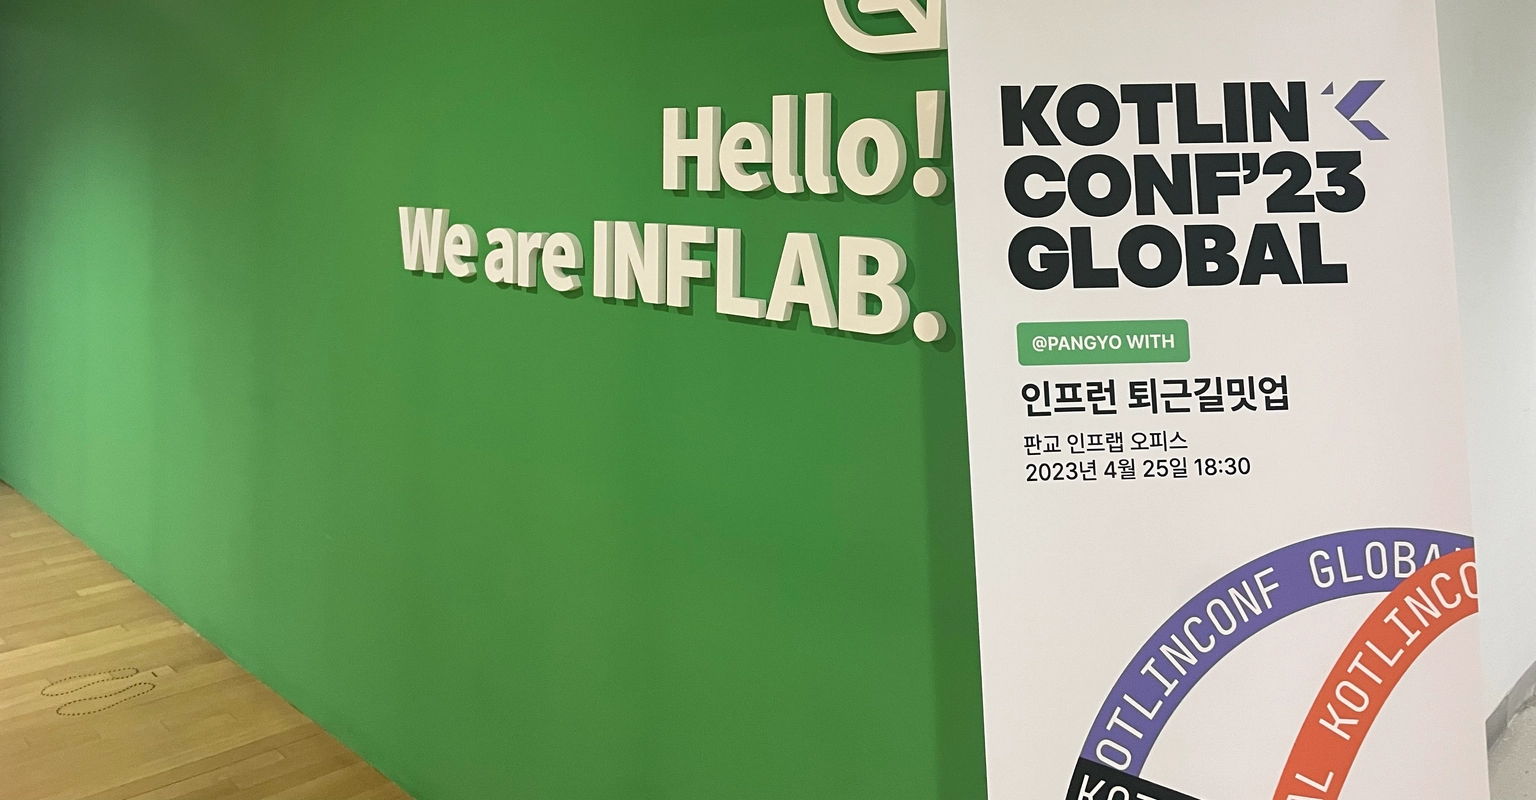 Hello!
We are INFLAB.
KOTLIN
CONF'23
GLOBAL
@PANGYO WITH
인프런 퇴근길밋업
판교 인프랩 오피스
2023년 4월 25일 18:30
KOTLINCONF GLOBAL
KOTLINCO